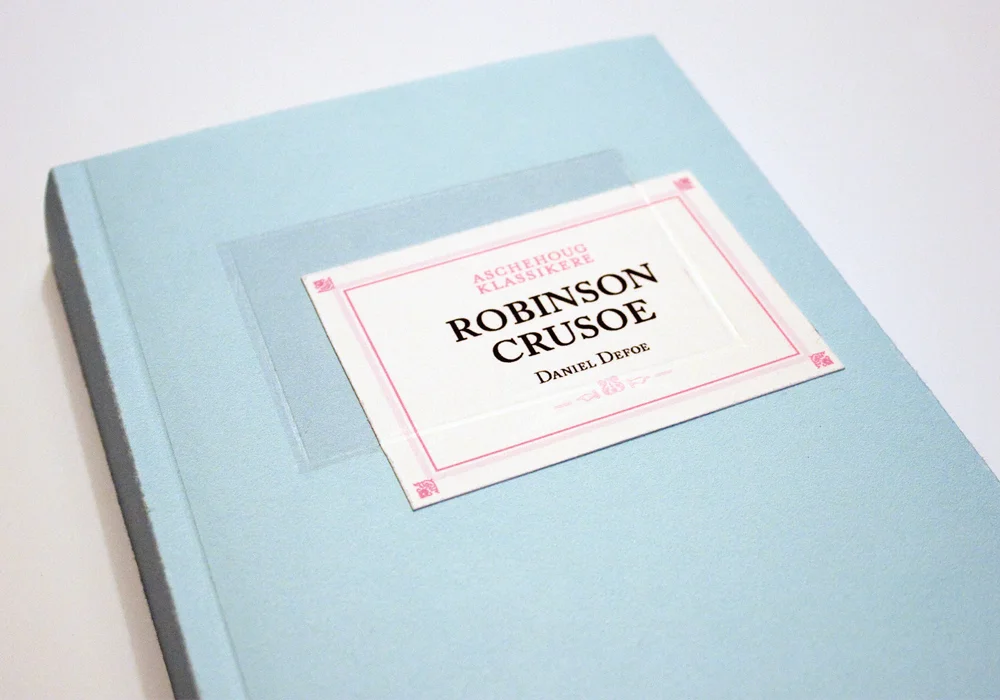 ASCHEHOUG
KLASSIKERE
ROBINSON
CRUSOE
DANIEL DEFOE